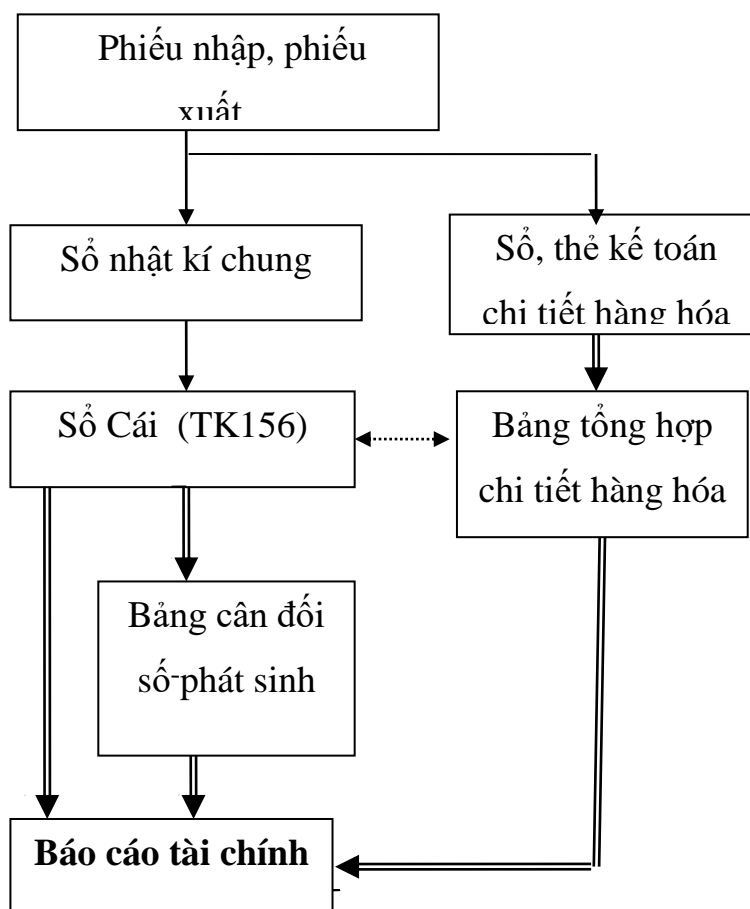 Phiếu nhập, phiếu
xuất
Sổ nhật kí chung
Sổ, thẻ kế toán
chi tiết hàng hóa
Sổ Cái (TK156)
Bảng tổng hợp
chi tiết hàng hóa
Bảng cân đối
số-phát sinh
Báo cáo tài chính